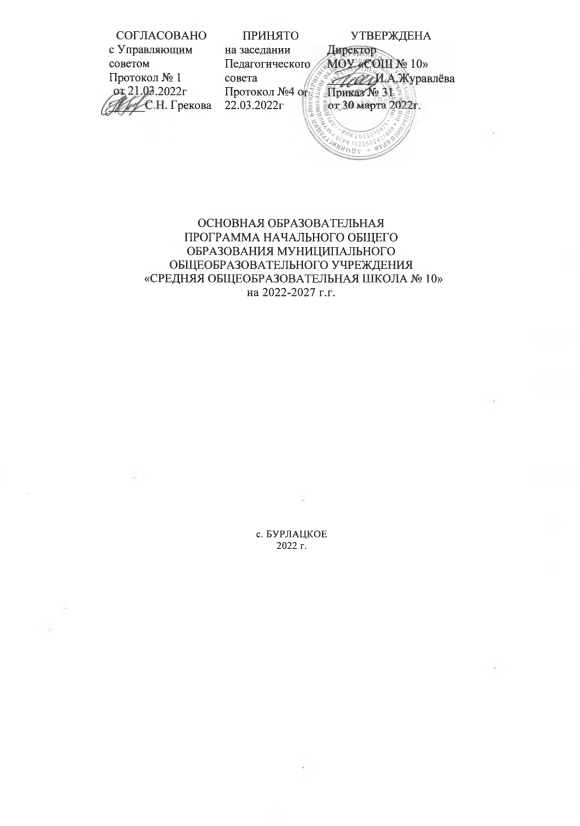 СОГЛАСОВАНО
с Управляющим
советом
Протокол № 1
от 21.03.2022г
С.Н. Грекова
ПРИНЯТО
на заседании
Педагогического
совета
Протокол №4 от
22.03.2022г
УТВЕРЖДЕНА
Директор
МОУ «СОШ № 10»
И.А.Журавлёва
Приказ № 31
от 30 марта 2022г.
ОСНОВНАЯ ОБРАЗОВАТЕЛЬНАЯ
ПРОГРАММА НАЧАЛЬНОГО ОБЩЕГО
ОБРАЗОВАНИЯ МУНИЦИПАЛЬНОГО
ОБЩЕОБРАЗОВАТЕЛЬНОГО УЧРЕЖДЕНИЯ
«СРЕДНЯЯ ОБЩЕОБРАЗОВАТЕЛЬНАЯ ШКОЛА № 10»
на 2022-2027 г.г.
с. БУРЛАЦКОЕ
2022 г.